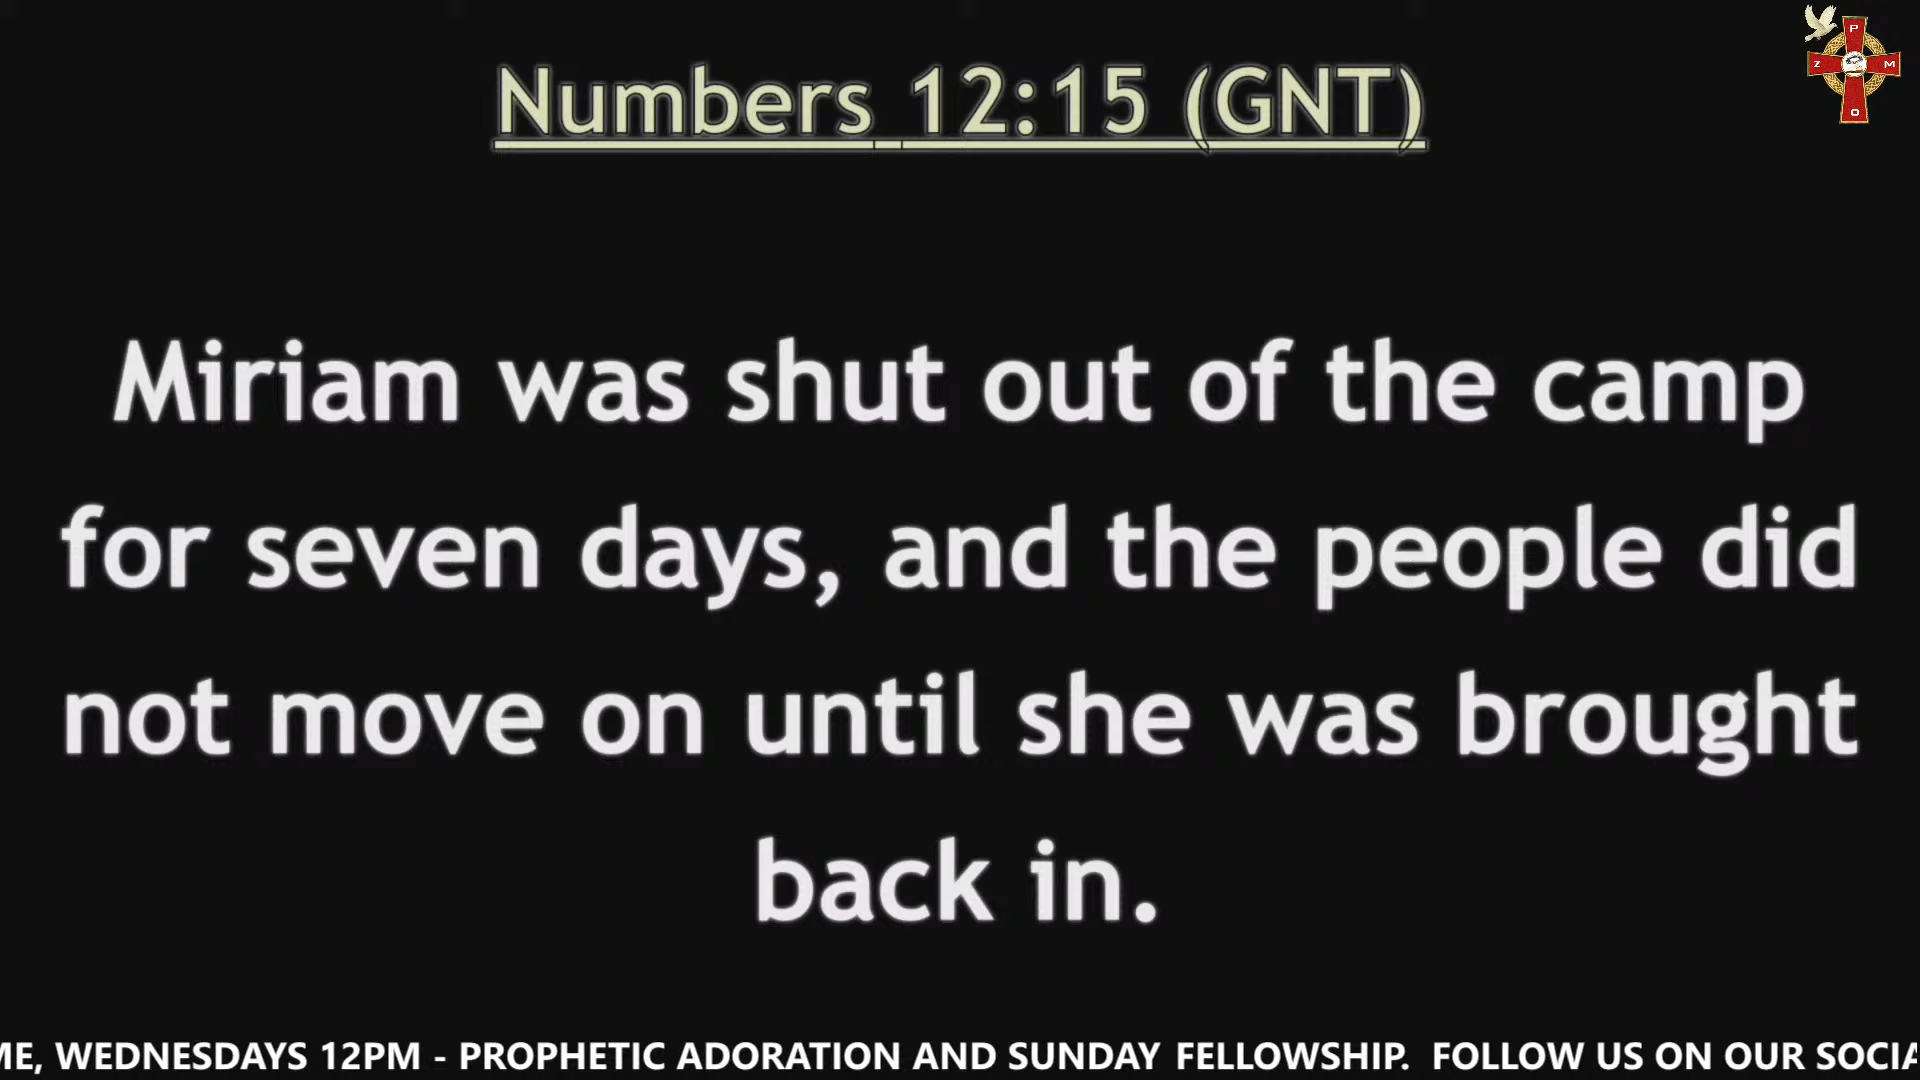 Numbers 12:15 (GNT)
Miriam was shut out of the camp
for seven days, and the people did
not move on until she was brought
back in.
P
Z M
O
ME, WEDNESDAYS 12PM - PROPHETIC ADORATION AND SUNDAY FELLOWSHIP. FOLLOW US ON OUR SOCIA